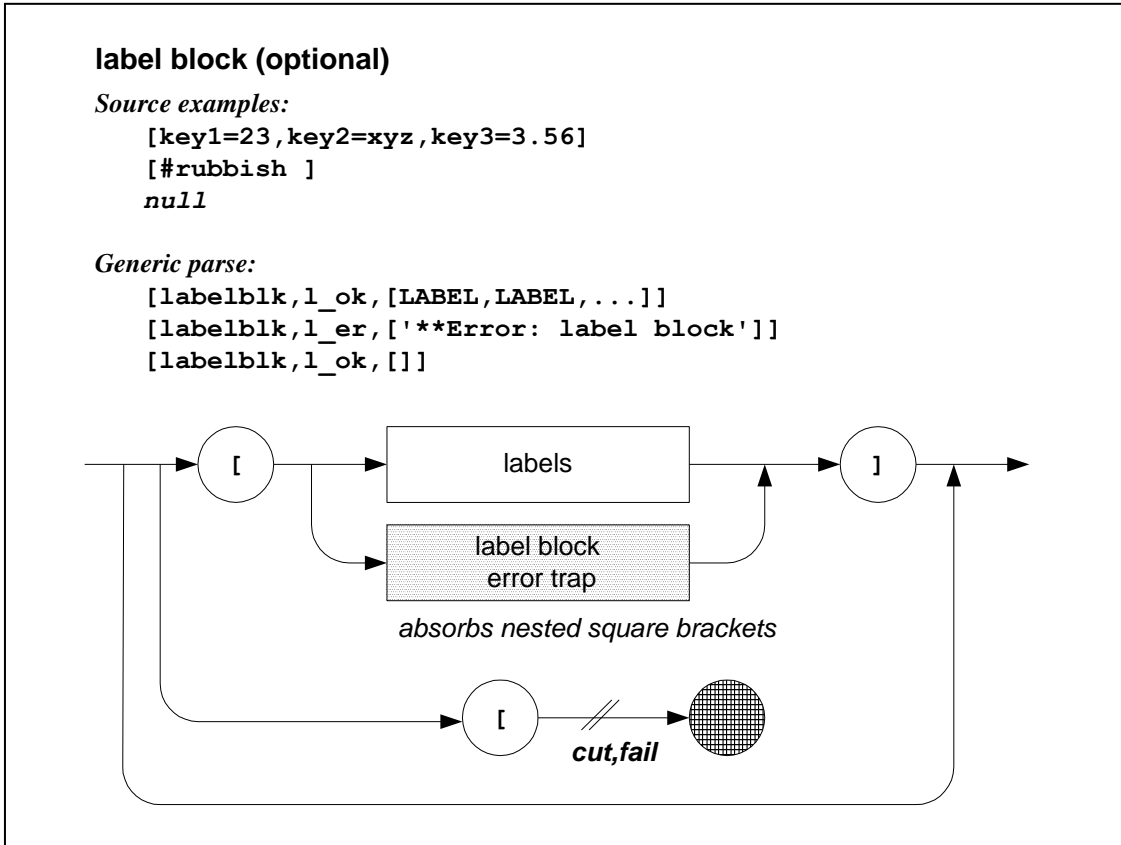 label block (optional)
Source examples:
[key1=23,key2=xyz,key3=3.56]
[#rubbish ]
null
Generic parse:
[labelblk,l_ok,[LABEL,LABEL,...]]
[labelblk,l_er,['**Error: label block']]
[labelblk,l_ok,[]]
[
labels
]
label block
error trap
absorbs nested square brackets
[
cut,fail